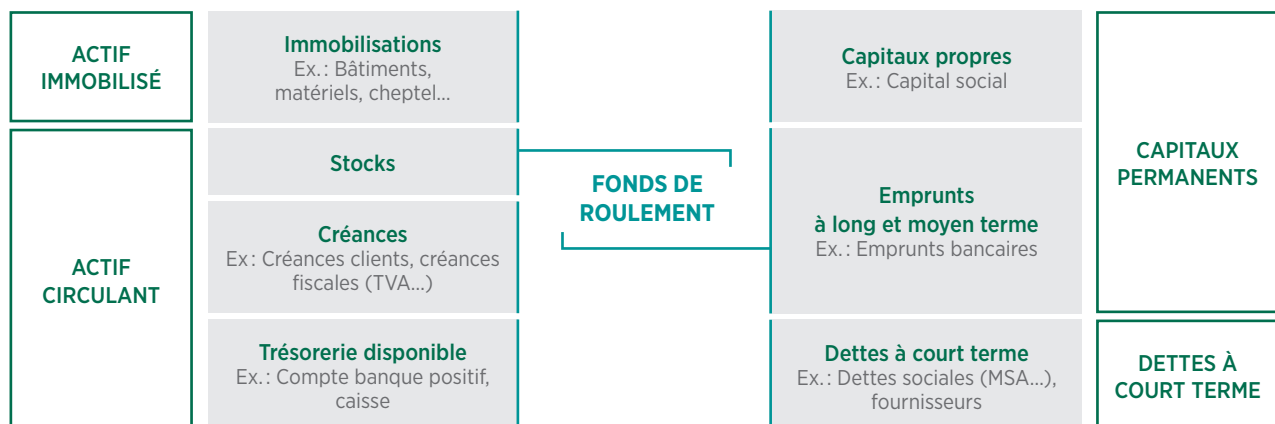 ACTIF
IMMOBILISÉ
Immobilisations
Ex. : Bâtiments,
matériels, cheptel...
Capitaux propres
Ex. : Capital social
CAPITAUX
PERMANENTS
ACTIF
CIRCULANT
Stocks
FONDS DE
ROULEMENT
Emprunts
à long et moyen terme
Ex. : Emprunts bancaires
Créances
Ex : Créances clients, créances
fiscales (TVA...)
Trésorerie disponible
Ex. : Compte banque positif,
caisse
Dettes à court terme
Ex. : Dettes sociales (MSA...),
fournisseurs
DETTES À
COURT TERME